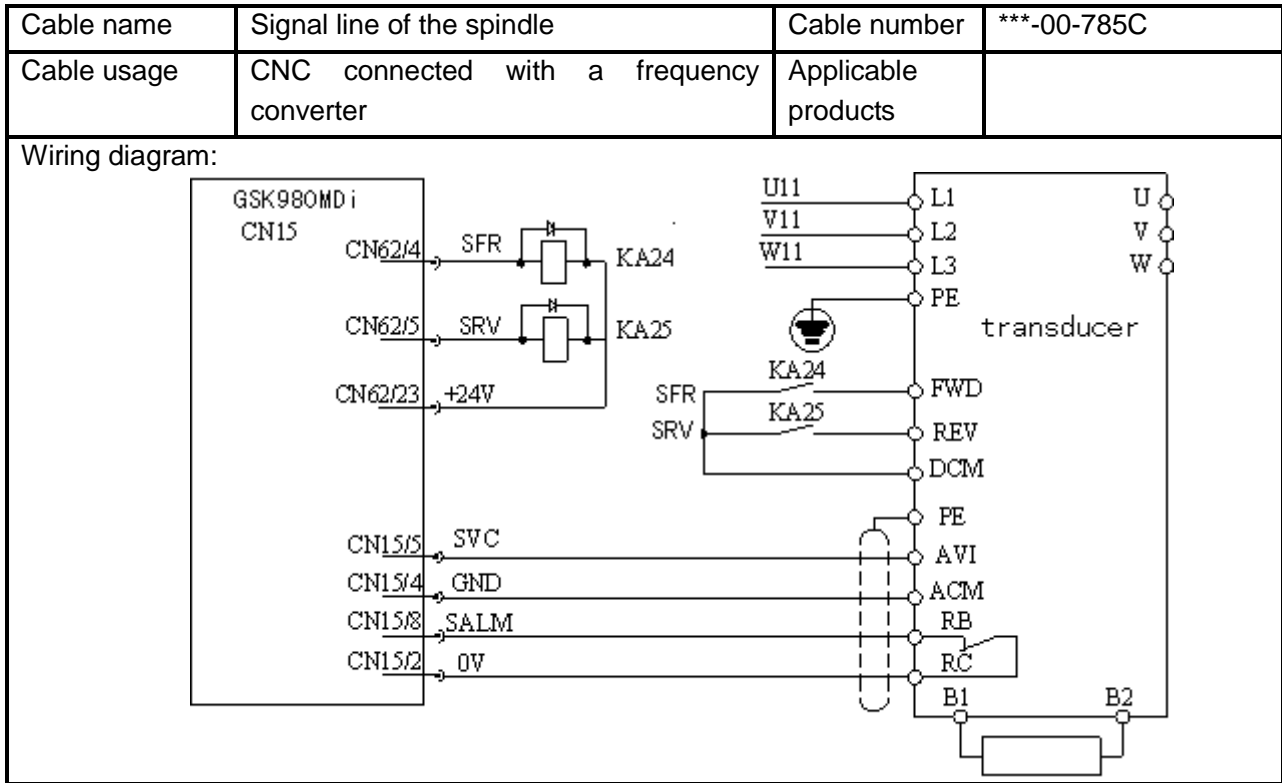 Cable name Signal line of the spindle Cable number ***-00-785C
Cable usage CNC connected with a frequency converter Applicable products
Wiring diagram:
GSK980MDi
CN15
CN62/4 SFR KA24
CN62/5 SRV KA25
CN62/23 +24V
CN15/5 SVC
CN15/4 GND
CN15/8 SALM
CN15/2 0V
U11 L1 U
V11 L2 V
W11 L3 W
PE
transducer
KA24
SFR FWD
KA25
SRV REV
DCM
PE
AVI
ACM
RB
RC
B1 B2